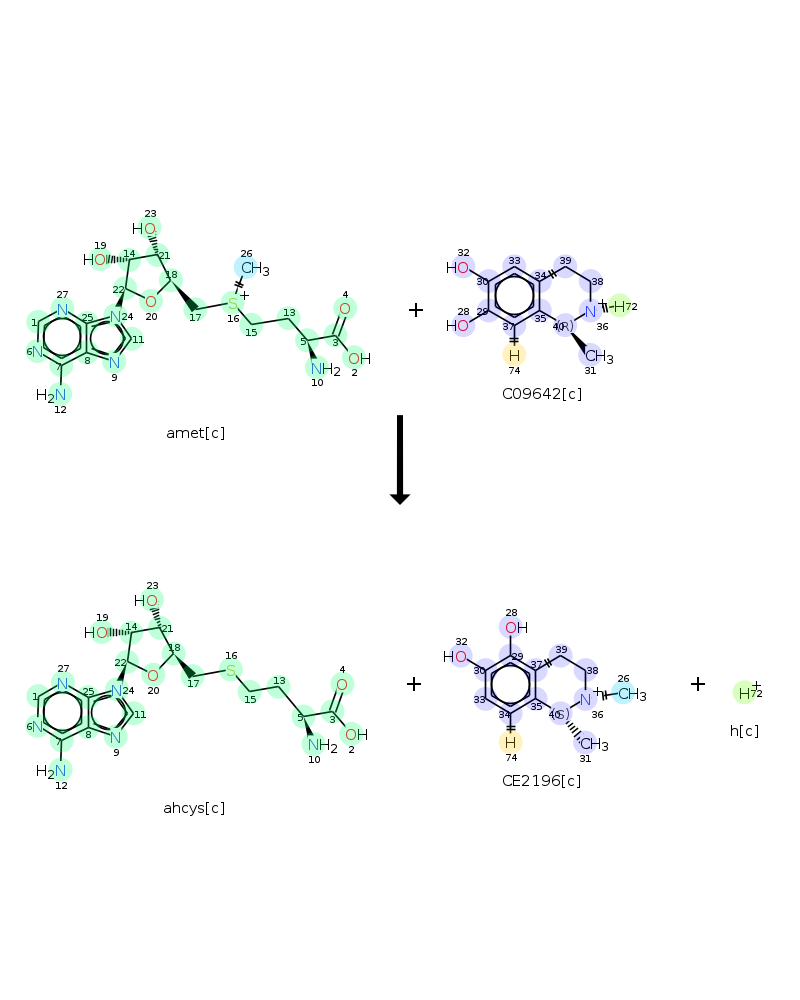 23
HO
19
HO
14
21
26
CH3
18
27
22
N
25
N
24
O
20
17
S
+
16
13
15
4
O
1
6
N
7
8
N
9
11
5
3
OH
2
NH2
10
H2N
12
amet[c]
+
32
HO
33
39
30
34
38
28
HO
29
35
N
+
H
72
36
37
40
(R)
H
74
CH3
31
C09642[c]
23
HO
19
HO
14
21
18
27
22
N
25
N
24
O
20
17
16
S
15
13
4
O
1
6
N
7
8
N
9
11
5
3
OH
2
NH2
10
H2N
12
ahcys[c]
+
28
OH
32
HO
29
39
30
37
38
33
35
N
+
26
CH3
36
34
40
(S)
H
74
CH3
31
CE2196[c]
+
H+
72
h[c]